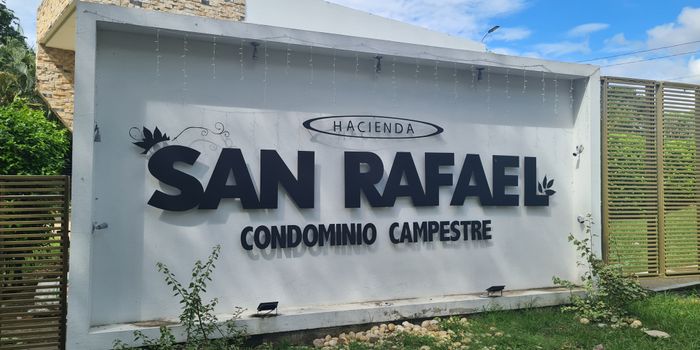 HACIENDA
SAN RAFAEL
CONDOMINIO CAMPESTRE